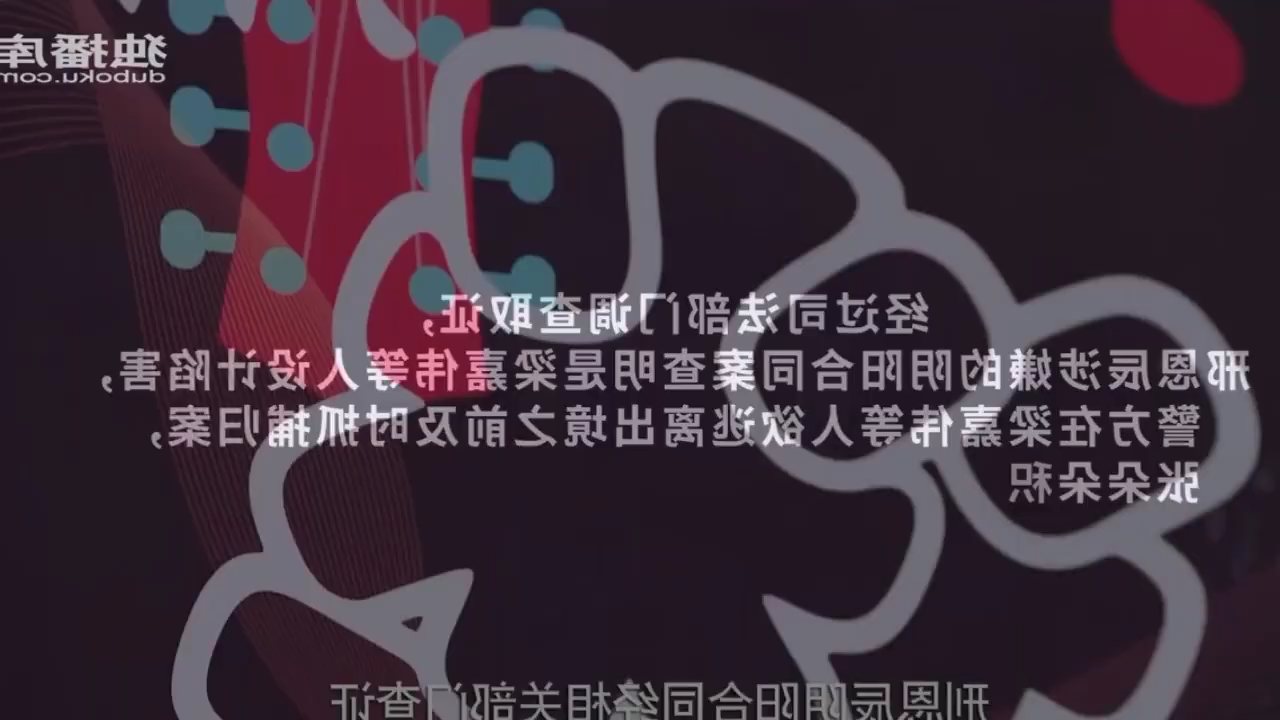 独播库
duboku.com
经过司法部门调查取证,
邢恩辰涉嫌的阴阳合同案查明是梁嘉伟等人设计陷害,
警方在梁嘉伟等人欲逃离出境之前及时抓捕归案,
张朵朵积
刑恩辰阴阳合同经相关部门查证